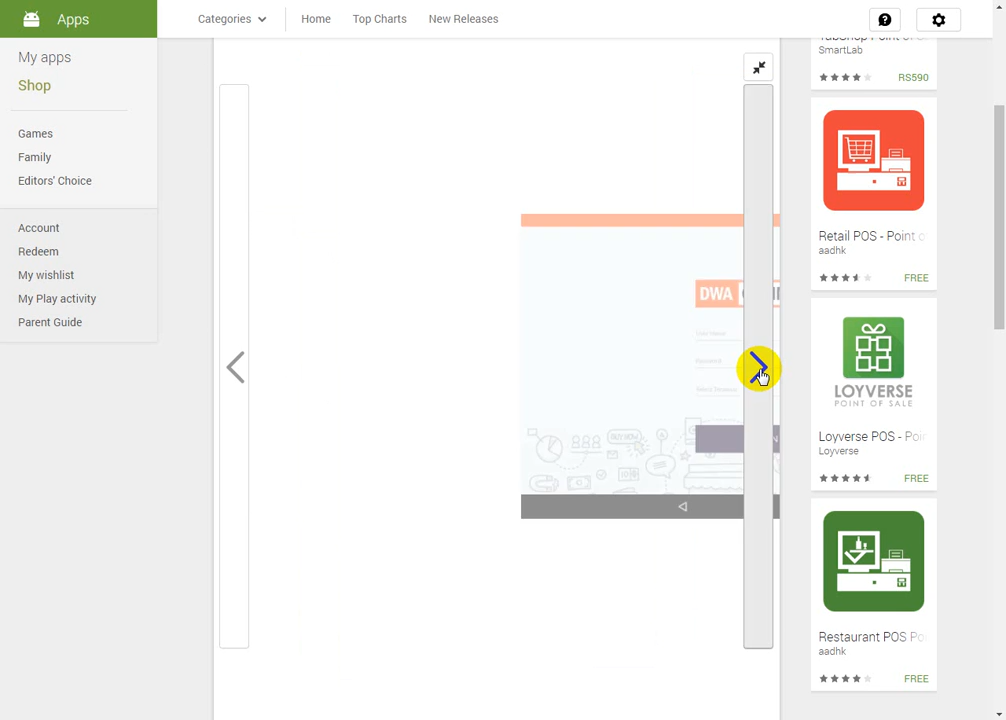 Apps
Categories
Home
Top Charts
New Releases
My apps
Shop
Games
Family
Editors' Choice
Account
Redeem
My wishlist
My Play activity
Parent Guide
DWA
BUY NOW
SmartLab
RS590
Retail POS - Point o
aadhk
FREE
LOYVERSE
POINT OF SALE
Loyverse POS - Poi
Loyverse
FREE
Restaurant POS Po
aadhk
FREE